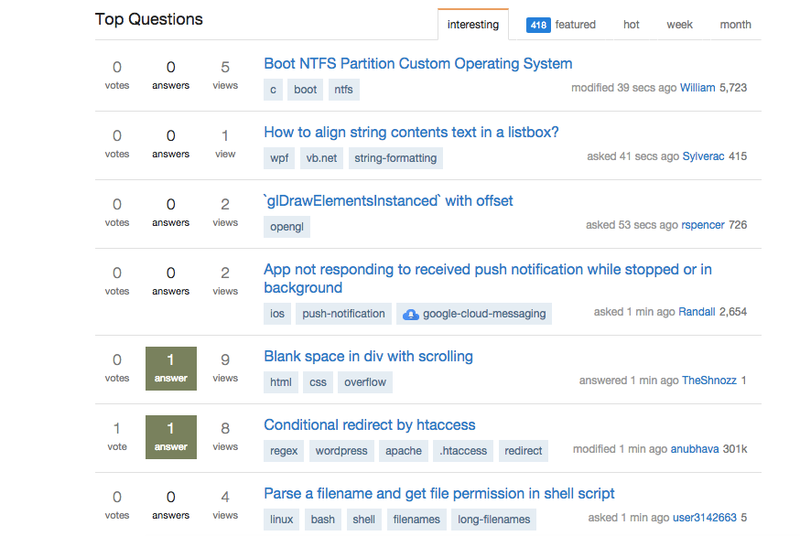 Top Questions
interesting 418 featured hot week month
0 0 5 Boot NTFS Partition Custom Operating System
votes answers views
c boot ntfs modified 39 secs ago William 5,723
0 0 1 How to align string contents text in a listbox?
votes answers view
wpf vb.net string-formatting asked 41 secs ago Sylverac 415
0 0 2 `glDrawElementsInstanced` with offset
votes answers views
opengl asked 53 secs ago rspencer 726
0 0 2 App not responding to received push notification while stopped or in
background
votes answers views
ios push-notification google-cloud-messaging asked 1 min ago Randall 2,654
0 1 9 Blank space in div with scrolling
votes answer views
html css overflow answered 1 min ago TheShnozz 1
1 1 8 Conditional redirect by htaccess
vote answer views
regex wordpress apache .htaccess redirect modified 1 min ago anubhava 301k
0 0 4 Parse a filename and get file permission in shell script
votes answers views
linux bash shell filenames long-filenames asked 1 min ago user3142663 5